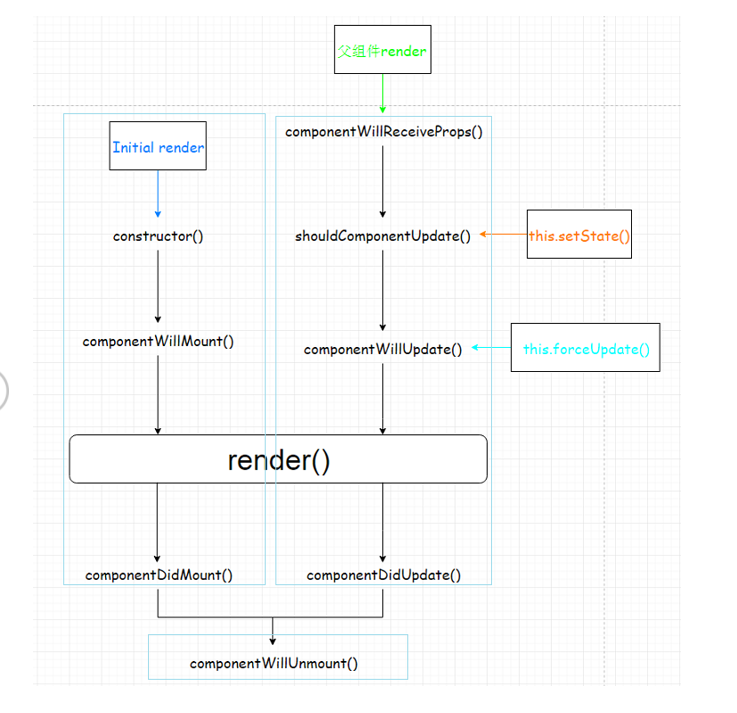 父组件render
componentWillReceiveProps()
Initial render
constructor()
shouldComponentUpdate()
this.setState()
componentWillMount()
componentWillUpdate()
this.forceUpdate()
render()
componentDidMount()
componentDidUpdate()
componentWillUnmount()